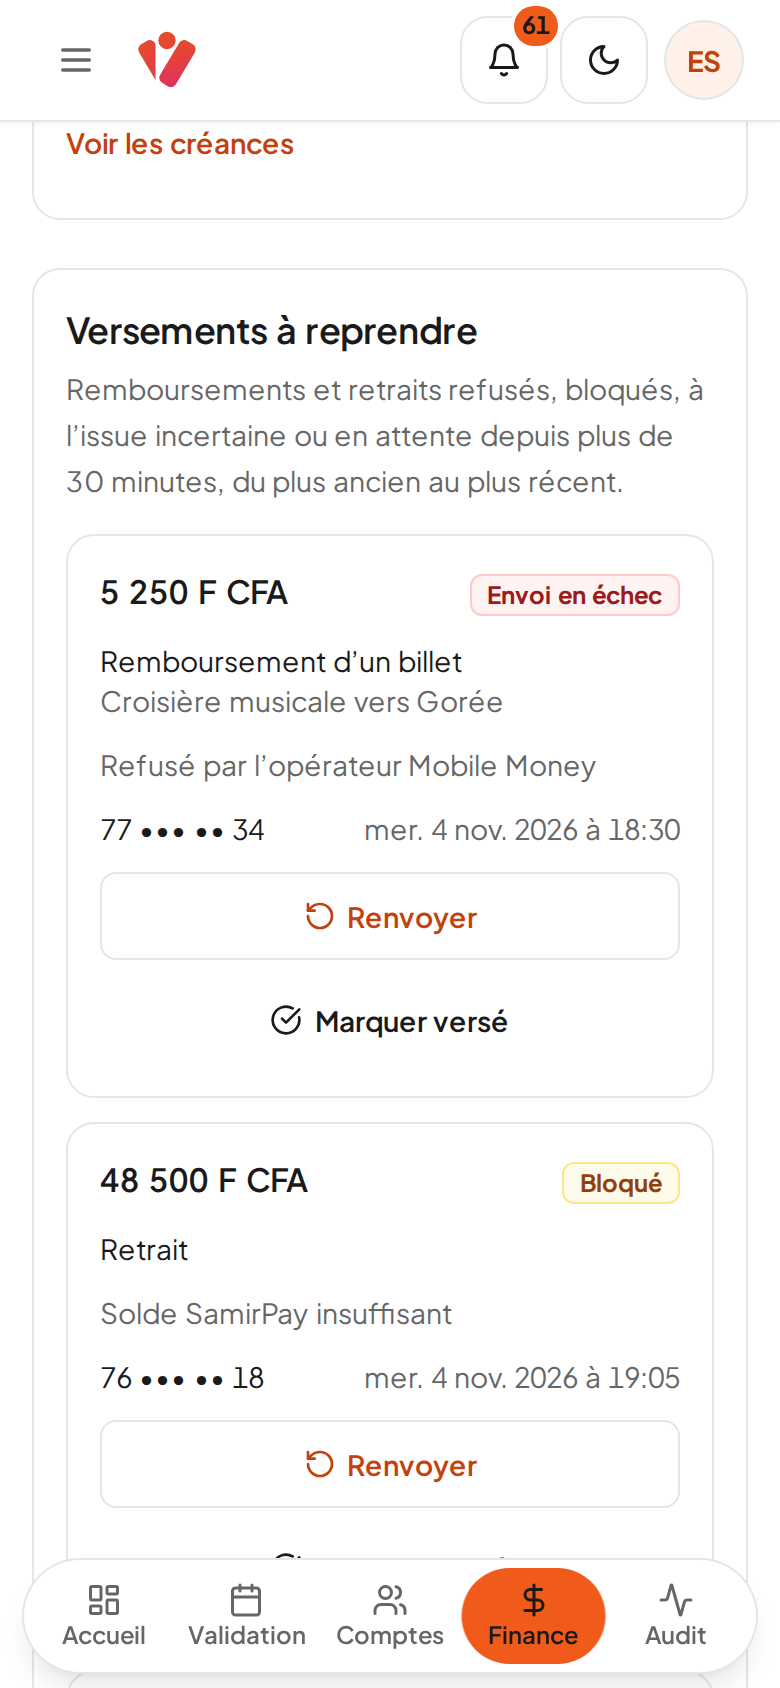 61
ES
Voir les créances
Versements à reprendre
Remboursements et retraits refusés, bloqués, à
l’issue incertaine ou en attente depuis plus de
30 minutes, du plus ancien au plus récent.
5 250 F CFA
Envoi en échec
Remboursement d’un billet
Croisière musicale vers Gorée
Refusé par l’opérateur Mobile Money
77 ••• •• 34
mer. 4 nov. 2026 à 18:30
Renvoyer
Marquer versé
48 500 F CFA
Bloqué
Retrait
Solde SamirPay insuffisant
76 ••• •• 18
mer. 4 nov. 2026 à 19:05
Renvoyer
Accueil
Validation
Comptes
Finance
Audit